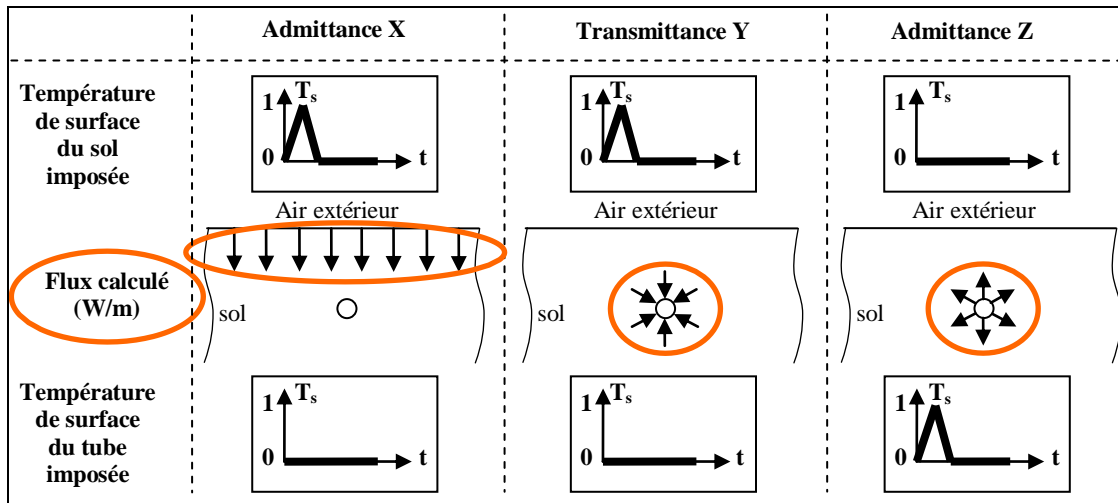 Admittance X
Transmittance Y
Admittance Z
Température
de surface
du sol
imposée
1
Ts
0
t
1
Ts
0
t
1
Ts
0
t
Air extérieur
Air extérieur
Air extérieur
Flux calculé
(W/m)
sol
sol
sol
Température
de surface
du tube
imposée
1
Ts
0
t
1
Ts
0
t
1
Ts
0
t